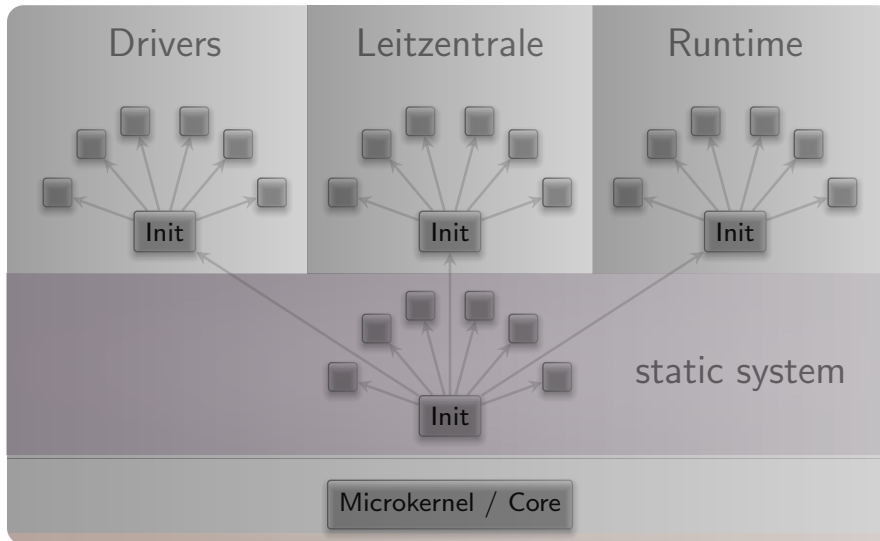 Drivers
Leitzentrale
Runtime
Init
Init
Init
static system
Init
Microkernel / Core